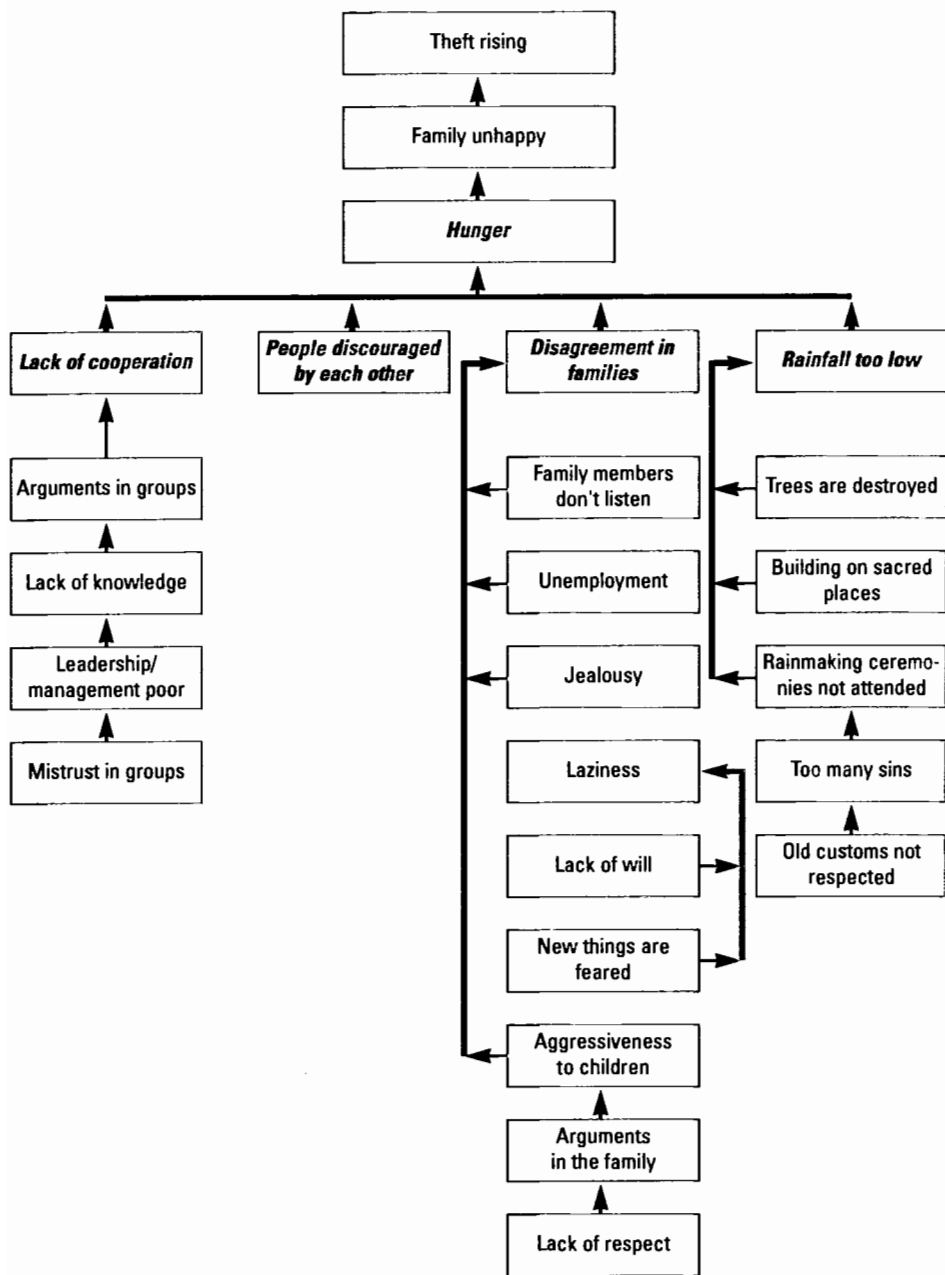 Theft rising
Family unhappy
Hunger
Lack of cooperation
People discouraged
by each other
Disagreement in
families
Rainfall too low
Arguments in groups
Lack of knowledge
Leadership/
management poor
Mistrust in groups
Family members
don't listen
Unemployment
Jealousy
Laziness
Lack of will
New things are
feared
Aggressiveness
to children
Arguments
in the family
Lack of respect
Trees are destroyed
Building on sacred
places
Rainmaking ceremo-
nies not attended
Too many sins
Old customs not
respected